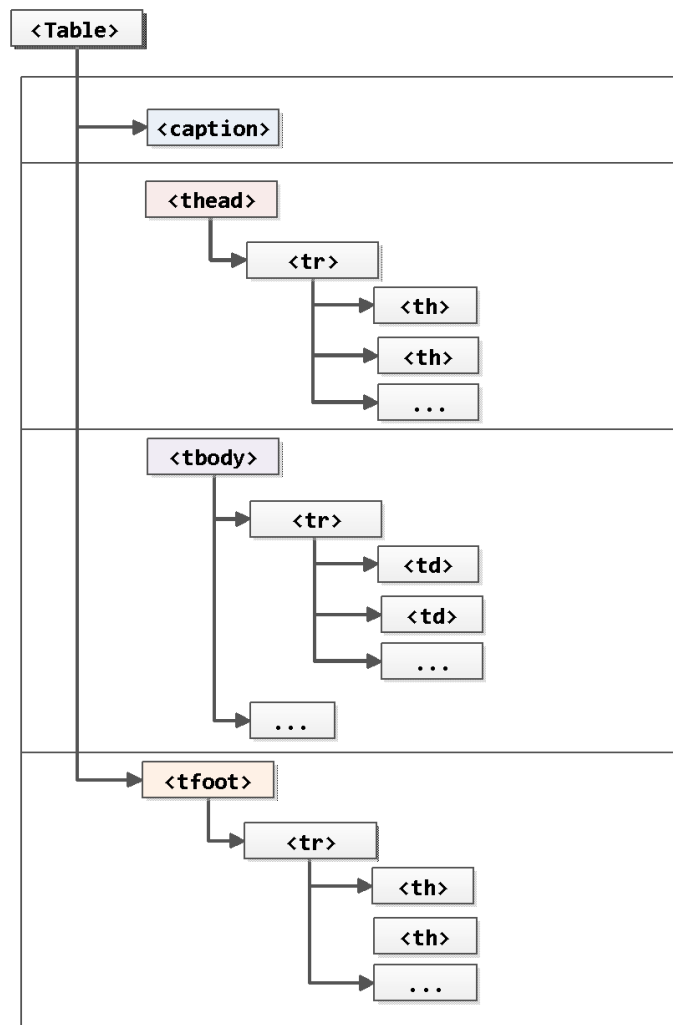 <Table>
<caption>
<thead>
<tr>
<th>
<th>
...
<tbody>
<tr>
<td>
<td>
...
...
<tfoot>
<tr>
<th>
<th>
...